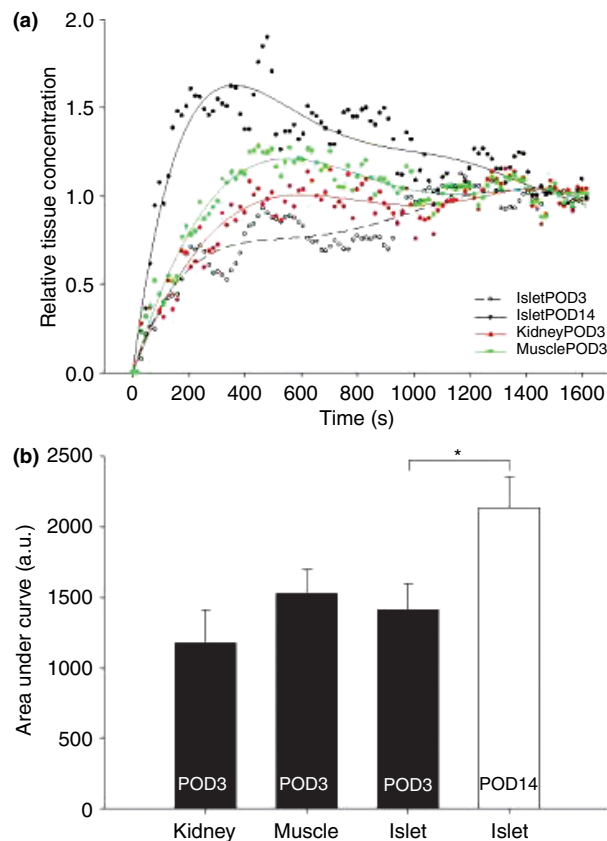 (a)
Relative tissue concentration
2.0
1.5
1.0
0.5
0.0
IsletPOD3
IsletPOD14
KidneyPOD3
MusclePOD3
0 200 400 600 800 1000 1200 1400 1600
Time (s)
(b)
Area under curve (a.u.)
2500
2000
1500
1000
500
0
*
POD3 POD3 POD3 POD14
Kidney Muscle Islet Islet